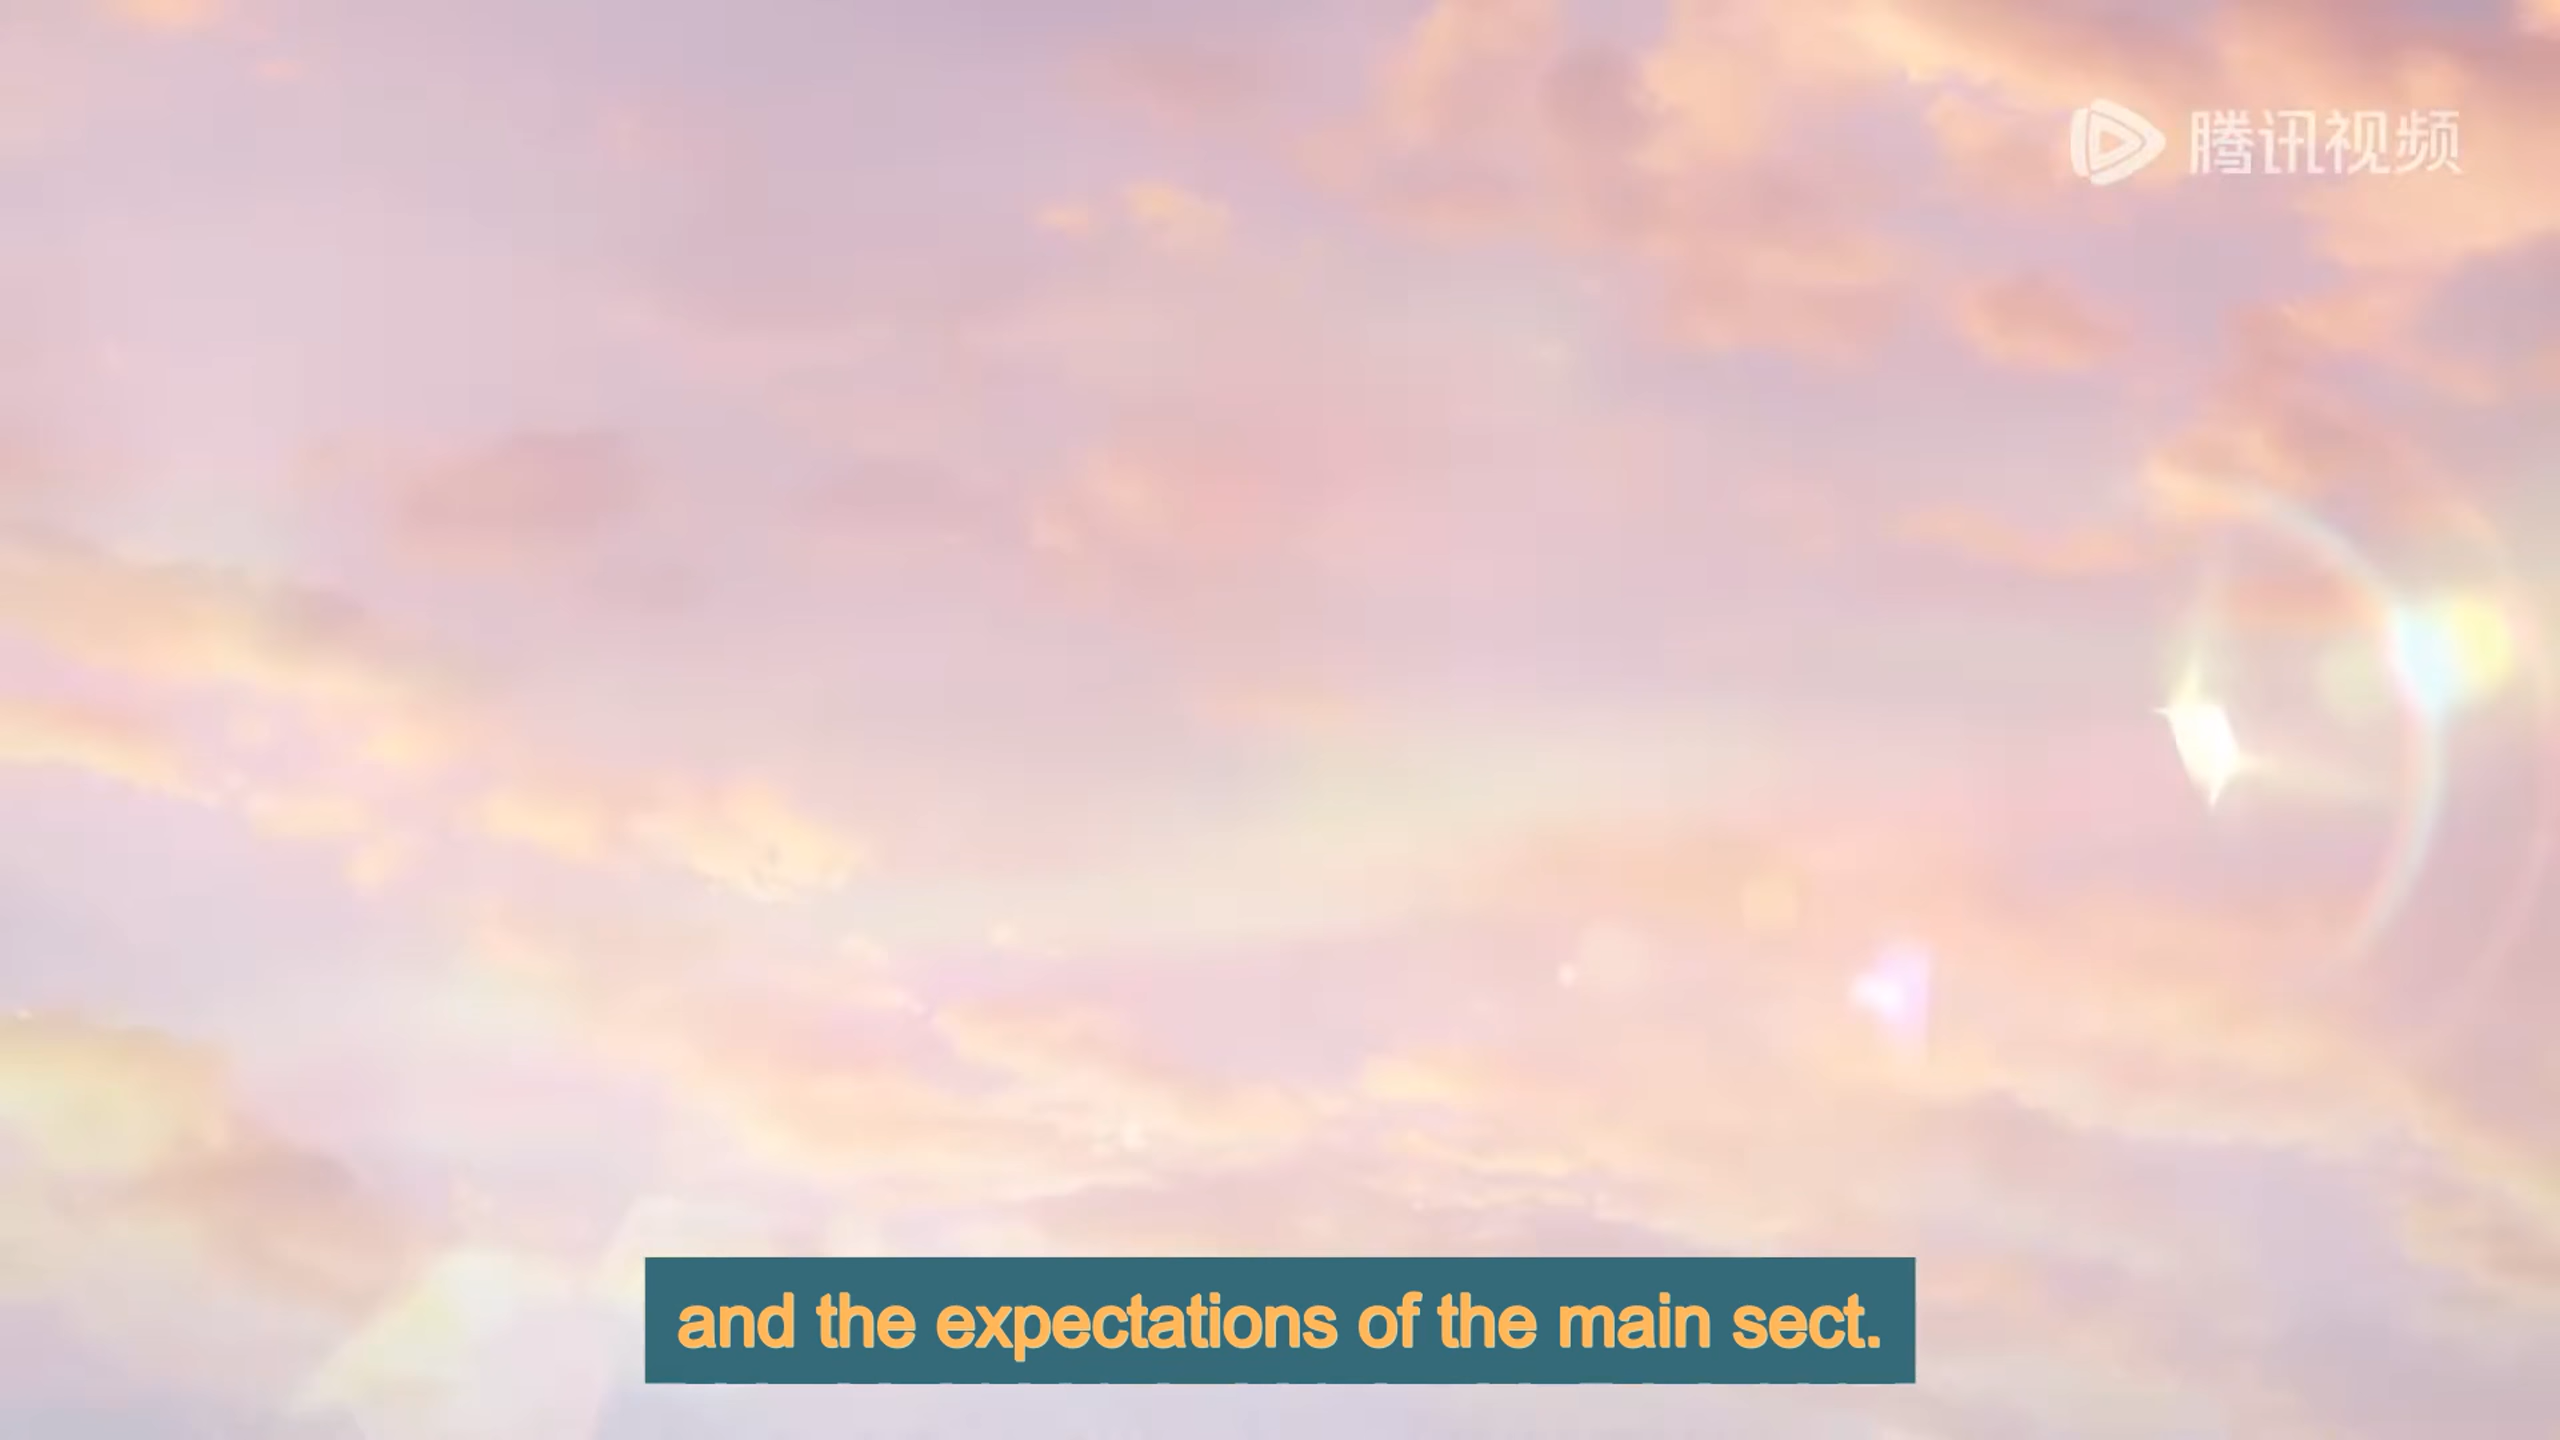 腾讯视频
and the expectations of the main sect.